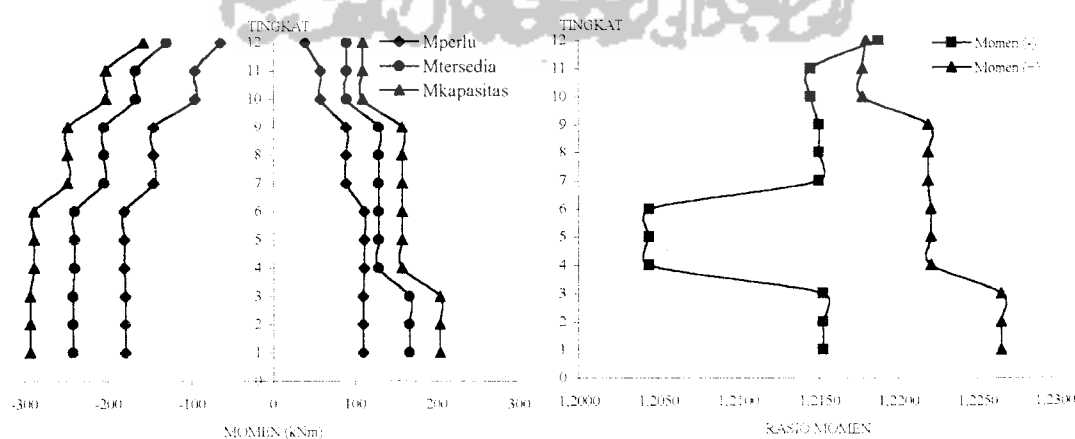 TINGKAT
12
11
10
9
8
7
6
5
4
3
2
1
0
Mperlu
Mtersedia
Mkapasitas
-300 -200 -100 0 100 200 300
MOMEN (kNm)
TINGKAT
12
11
10
9
8
7
6
5
4
3
2
1
0
Momen (-)
Momen (+)
1,2000 1,2050 1,2100 1,2150 1,2200 1,2250 1,2300
RASIO MOMEN